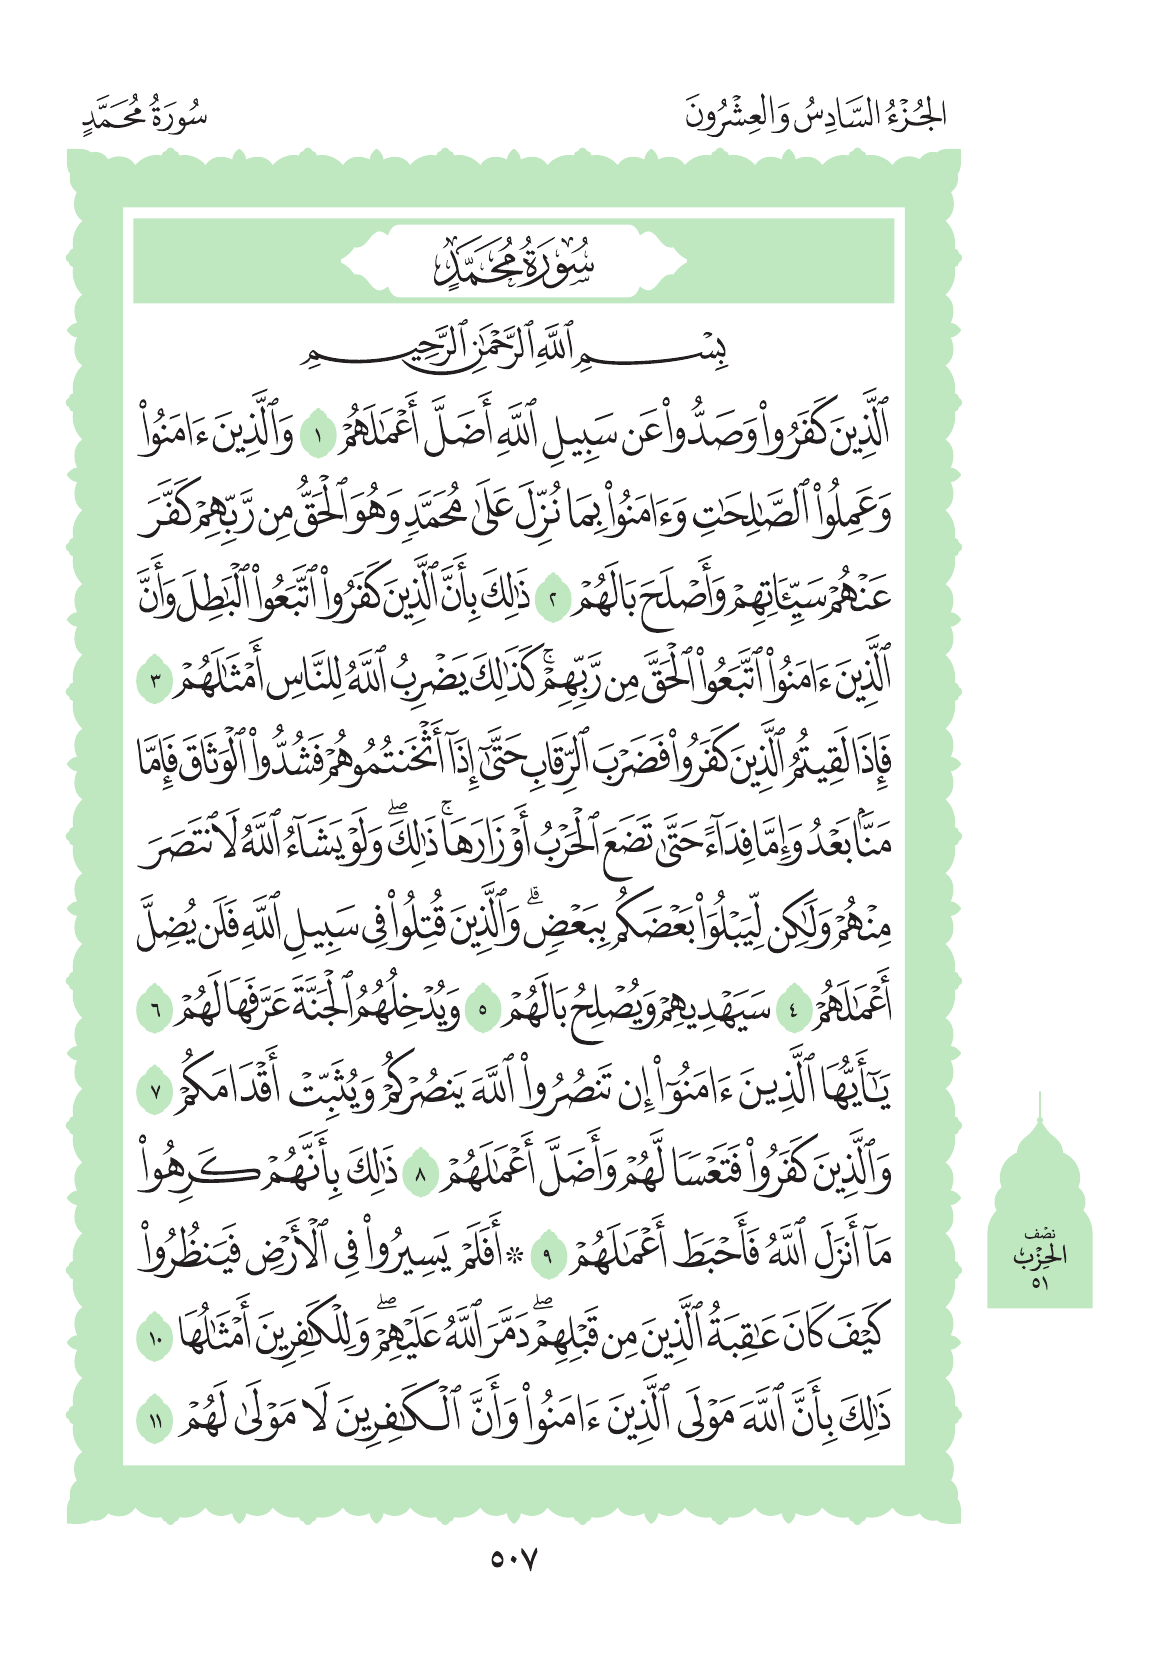 الجُزْءُ السَّادِسُ وَالعِشْرُونَ
سُورَةُ مُحَمَّدٍ
سُورَةُ مُحَمَّدٍ
بِسْمِ ٱللَّهِ ٱلرَّحْمَٰنِ ٱلرَّحِيمِ
ٱلَّذِينَ كَفَرُواْ وَصَدُّواْ عَن سَبِيلِ ٱللَّهِ أَضَلَّ أَعْمَٰلَهُمْ ١ وَٱلَّذِينَ ءَامَنُواْ
وَعَمِلُواْ ٱلصَّٰلِحَٰتِ وَءَامَنُواْ بِمَا نُزِّلَ عَلَىٰ مُحَمَّدٖ وَهُوَ ٱلْحَقُّ مِن رَّبِّهِمْ كَفَّرَ
عَنْهُمْ سَيِّـَٔاتِهِمْ وَأَصْلَحَ بَالَهُمْ ٢ ذَٰلِكَ بِأَنَّ ٱلَّذِينَ كَفَرُواْ ٱتَّبَعُواْ ٱلْبَٰطِلَ وَأَنَّ
ٱلَّذِينَ ءَامَنُواْ ٱتَّبَعُواْ ٱلْحَقَّ مِن رَّبِّهِمْۚ كَذَٰلِكَ يَضْرِبُ ٱللَّهُ لِلنَّاسِ أَمْثَٰلَهُمْ ٣
فَإِذَا لَقِيتُمُ ٱلَّذِينَ كَفَرُواْ فَضَرْبَ ٱلرِّقَابِ حَتَّىٰٓ إِذَآ أَثْخَنتُمُوهُمْ فَشُدُّواْ ٱلْوَثَاقَ فَإِمَّا
مَنَّۢا بَعْدُ وَإِمَّا فِدَآءً حَتَّىٰ تَضَعَ ٱلْحَرْبُ أَوْزَارَهَاۚ ذَٰلِكَۖ وَلَوْ يَشَآءُ ٱللَّهُ لَٱنتَصَرَ
مِنْهُمْ وَلَٰكِن لِّيَبْلُوَاْ بَعْضَكُم بِبَعْضٖۗ وَٱلَّذِينَ قُتِلُواْ فِي سَبِيلِ ٱللَّهِ فَلَن يُضِلَّ
أَعْمَٰلَهُمْ ٤ سَيَهْدِيهِمْ وَيُصْلِحُ بَالَهُمْ ٥ وَيُدْخِلُهُمُ ٱلْجَنَّةَ عَرَّفَهَا لَهُمْ ٦
يَٰٓأَيُّهَا ٱلَّذِينَ ءَامَنُوٓاْ إِن تَنصُرُواْ ٱللَّهَ يَنصُرْكُمْ وَيُثَبِّتْ أَقْدَامَكُمْ ٧
وَٱلَّذِينَ كَفَرُواْ فَتَعْسٗا لَّهُمْ وَأَضَلَّ أَعْمَٰلَهُمْ ٨ ذَٰلِكَ بِأَنَّهُمْ كَرِهُواْ
مَآ أَنزَلَ ٱللَّهُ فَأَحْبَطَ أَعْمَٰلَهُمْ ٩ ۞ أَفَلَمْ يَسِيرُواْ فِي ٱلْأَرْضِ فَيَنظُرُواْ
كَيْفَ كَانَ عَٰقِبَةُ ٱلَّذِينَ مِن قَبْلِهِمْۖ دَمَّرَ ٱللَّهُ عَلَيْهِمْۖ وَلِلْكَٰفِرِينَ أَمْثَٰلُهَا ١٠
ذَٰلِكَ بِأَنَّ ٱللَّهَ مَوْلَى ٱلَّذِينَ ءَامَنُواْ وَأَنَّ ٱلْكَٰفِرِينَ لَا مَوْلَىٰ لَهُمْ ١١
نصْف
الحِزْب
٥١
٥٠٧